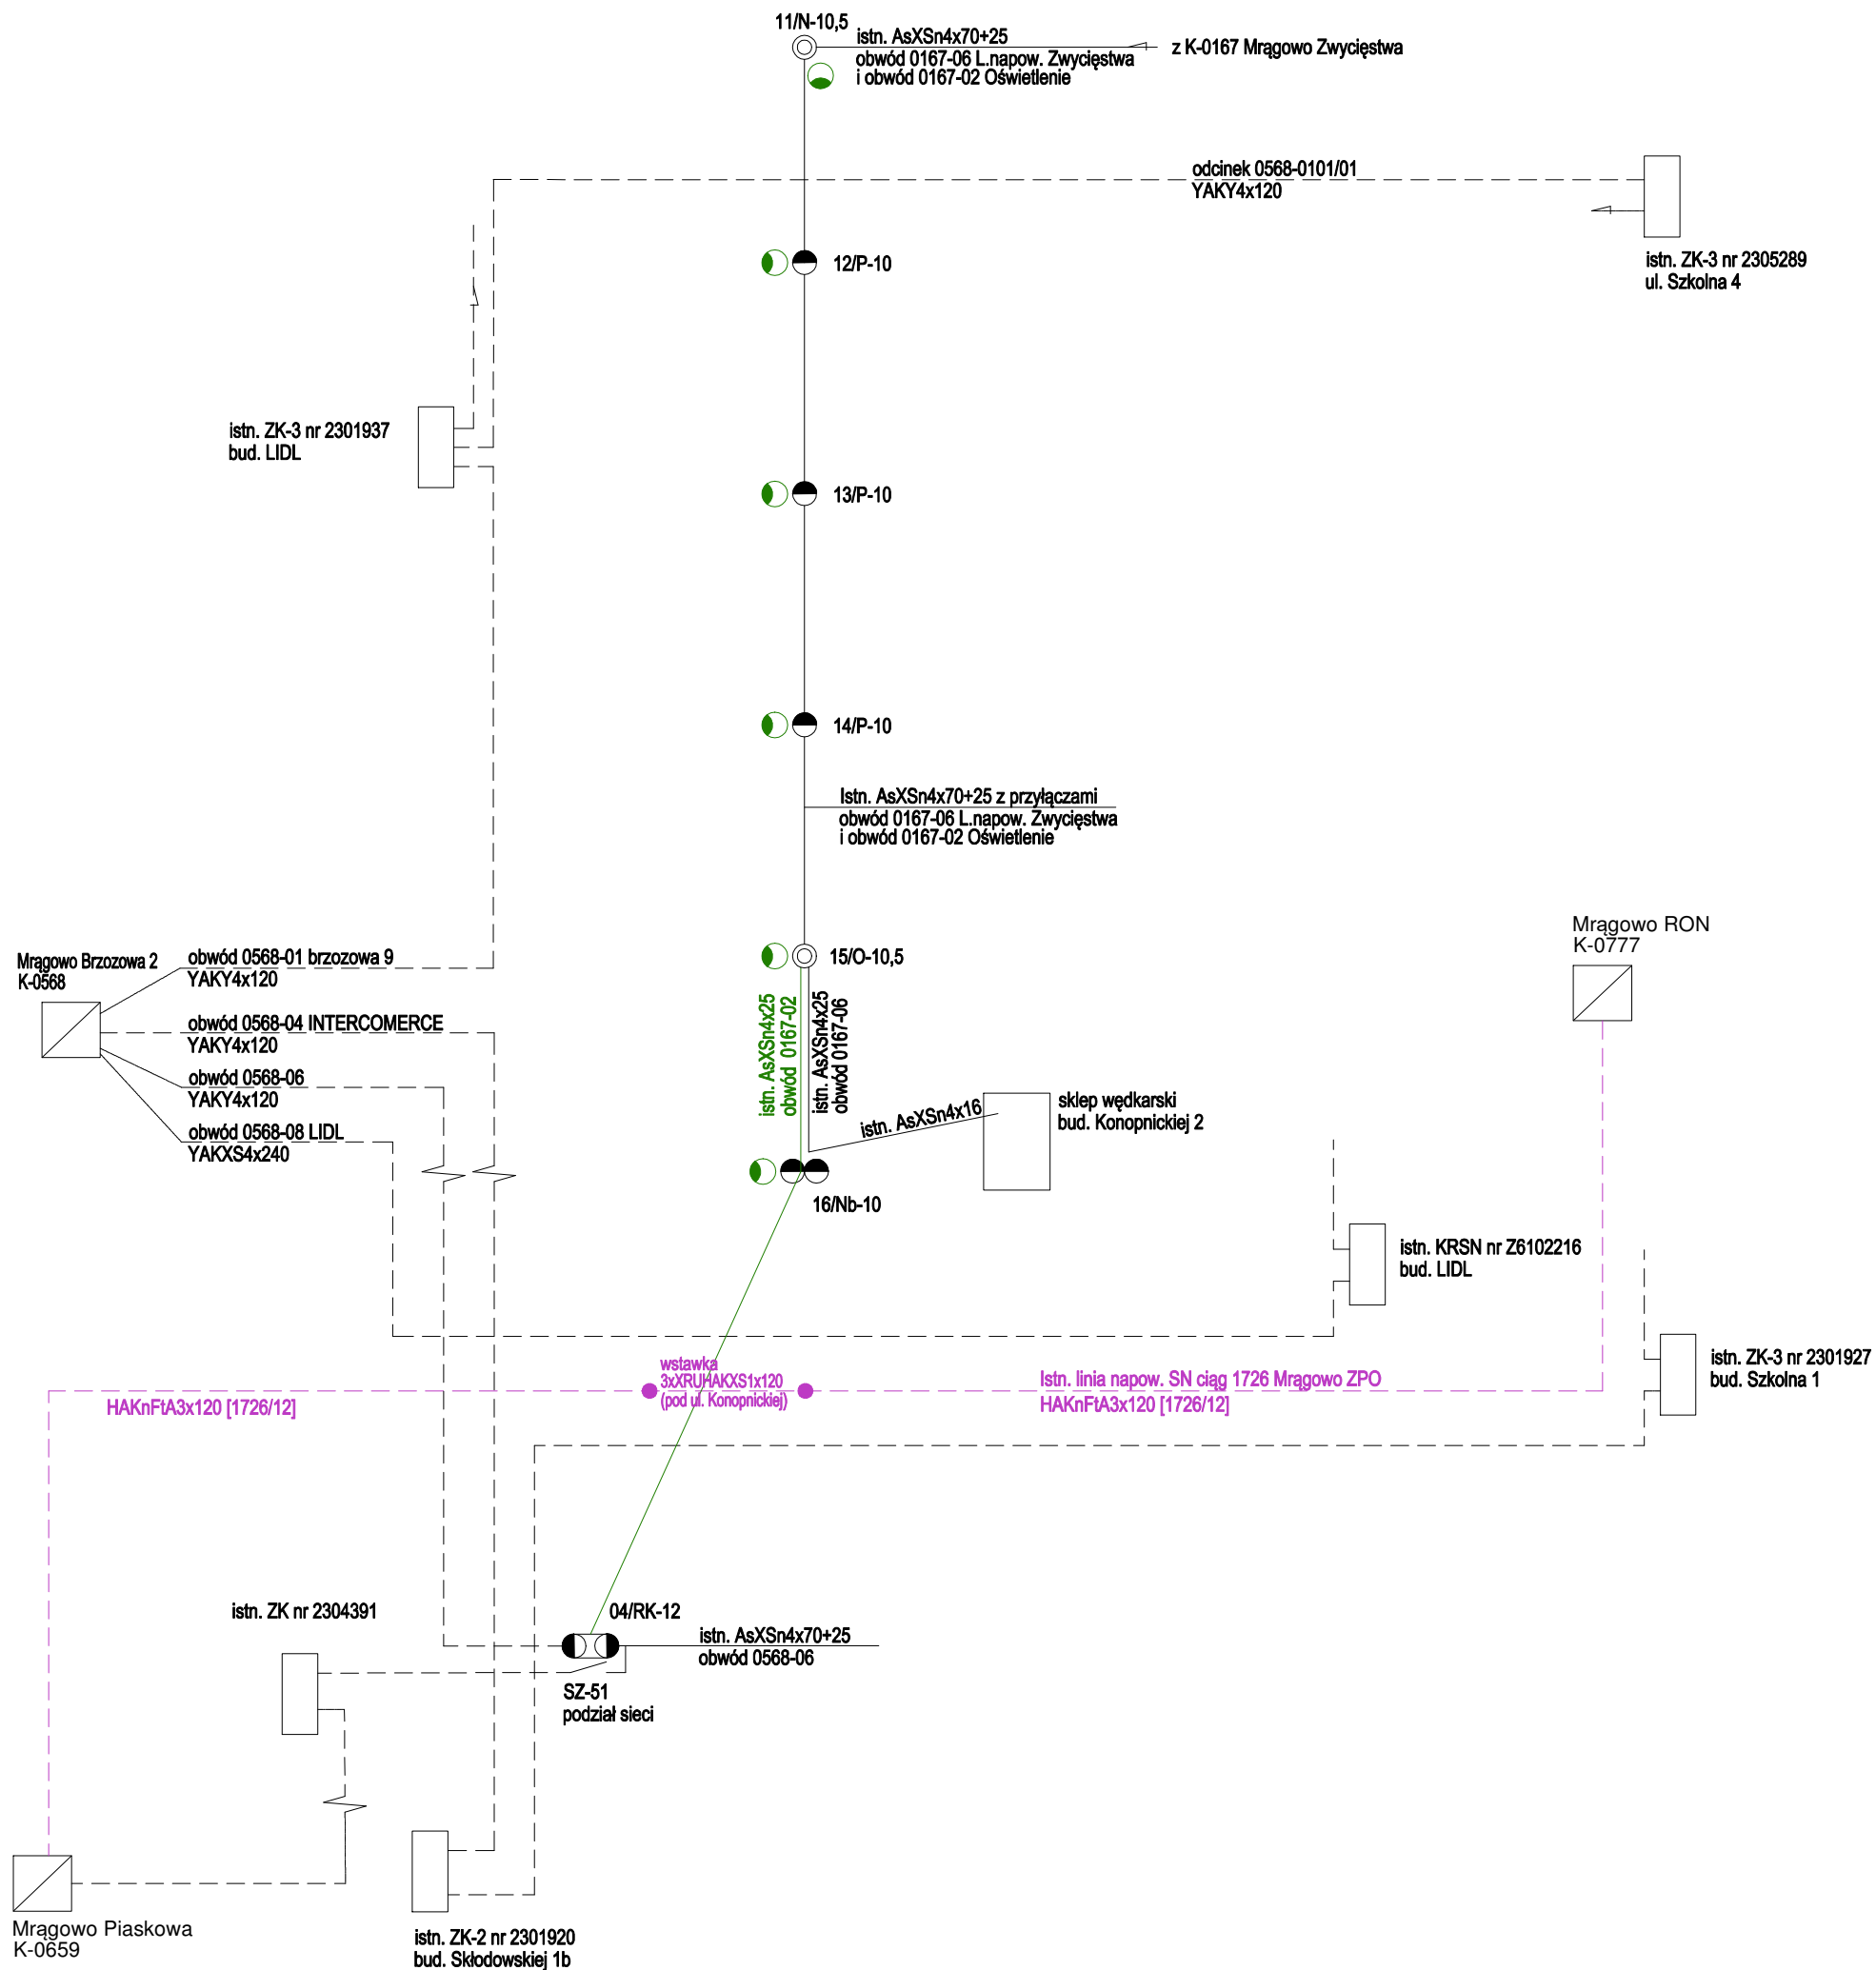 11/N-10,5
istn. AsXSn4x70+25
obwód 0167-06 L.napow. Zwycięstwa
i obwód 0167-02 Oświetlenie
z K-0167 Mrągowo Zwycięstwa
odcinek 0568-0101/01
YAKY4x120
istn. ZK-3 nr 2305289
ul. Szkolna 4
12/P-10
istn. ZK-3 nr 2301937
bud. LIDL
13/P-10
14/P-10
Istn. AsXSn4x70+25 z przyłączami
obwód 0167-06 L.napow. Zwycięstwa
i obwód 0167-02 Oświetlenie
Mrągowo RON
K-0777
15/O-10,5
Mrągowo Brzozowa 2
K-0568
obwód 0568-01 brzozowa 9
YAKY4x120
obwód 0568-04 INTERCOMERCE
YAKY4x120
obwód 0568-06
YAKY4x120
obwód 0568-08 LIDL
YAKXS4x240
istn. AsXSn4x25
obwód 0167-02
istn. AsXSn4x25
obwód 0167-06
istn. AsXSn4x16
sklep wędkarski
bud. Konopnickiej 2
16/Nb-10
istn. KRSN nr Z6102216
bud. LIDL
istn. ZK-3 nr 2301927
bud. Szkolna 1
wstawka
3xXRUHAKXS1x120
(pod ul. Konopnickiej)
Istn. linia napow. SN ciąg 1726 Mrągowo ZPO
HAKnFtA3x120 [1726/12]
HAKnFtA3x120 [1726/12]
istn. ZK nr 2304391
04/RK-12
istn. AsXSn4x70+25
obwód 0568-06
SZ-51
podział sieci
Mrągowo Piaskowa
K-0659
istn. ZK-2 nr 2301920
bud. Skłodowskiej 1b